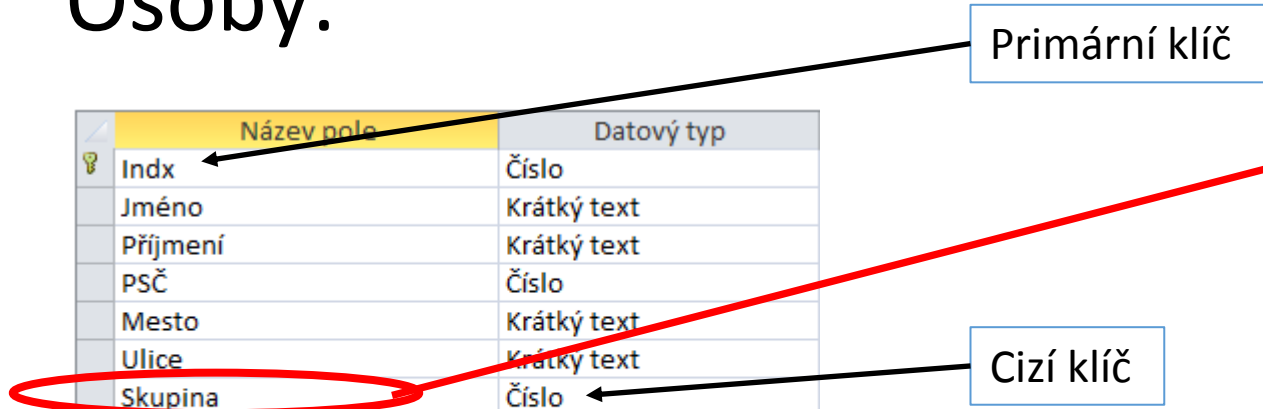 Osoby:
Primární klíč
Název pole Datový typ
Indx Číslo
Jméno Krátký text
Příjmení Krátký text
PSČ Číslo
Mesto Krátký text
Ulice Krátký text
Skupina Číslo
Cizí klíč